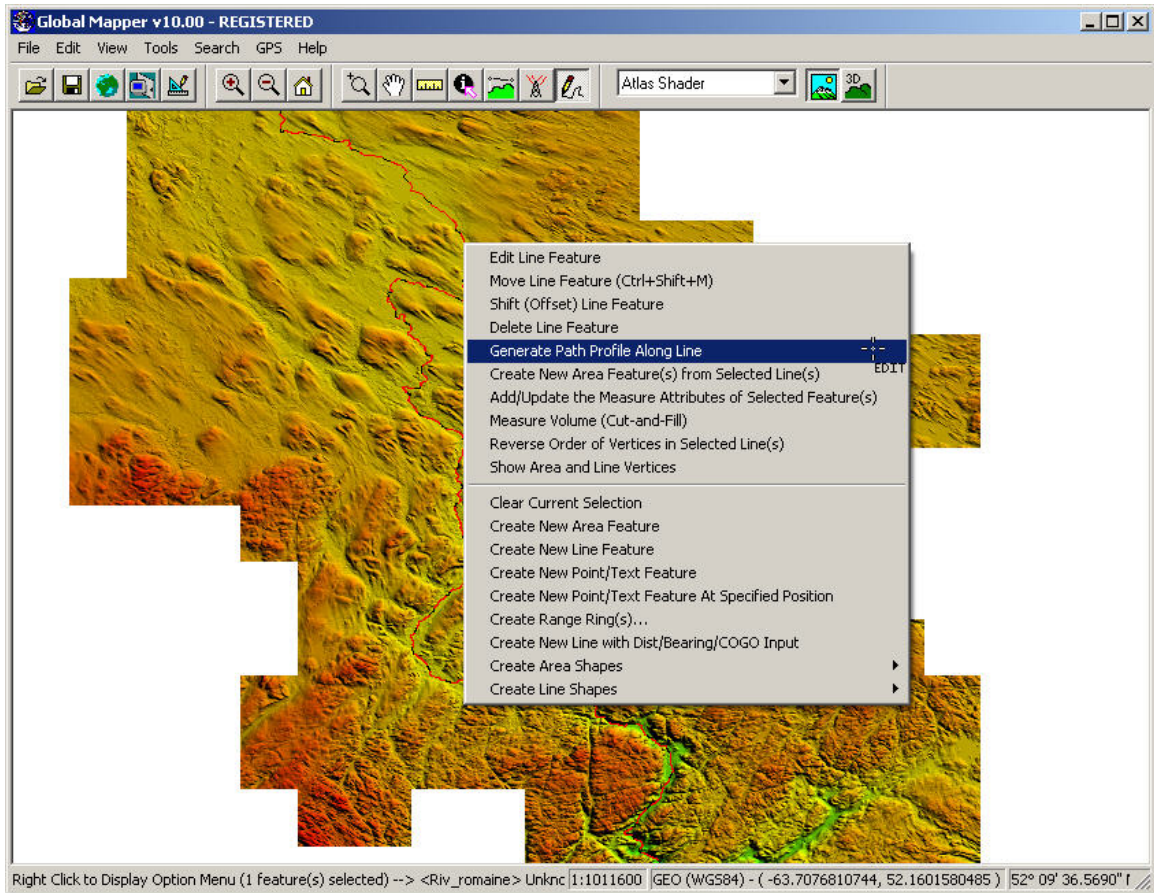 Global Mapper v10.00 - REGISTERED
File Edit View Tools Search GPS Help
Atlas Shader
3D
Edit Line Feature
Move Line Feature (Ctrl+Shift+M)
Shift (Offset) Line Feature
Delete Line Feature
Generate Path Profile Along Line
EDIT
Create New Area Feature(s) from Selected Line(s)
Add/Update the Measure Attributes of Selected Feature(s)
Measure Volume (Cut-and-Fill)
Reverse Order of Vertices in Selected Line(s)
Show Area and Line Vertices
Clear Current Selection
Create New Area Feature
Create New Line Feature
Create New Point/Text Feature
Create New Point/Text Feature At Specified Position
Create Range Ring(s)...
Create New Line with Dist/Bearing/COGO Input
Create Area Shapes
Create Line Shapes
Right Click to Display Option Menu (1 feature(s) selected) --> <Riv_romaine> Unknc 1:1011600 GEO (WGS84) - ( -63.7076810744, 52.1601580485 ) 52° 09' 36.5690"